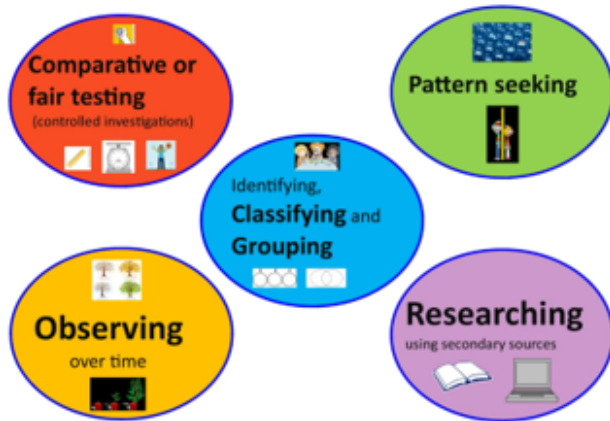 Comparative or
fair testing
(controlled investigations)
Pattern seeking
Identifying,
Classifying and
Grouping
Observing
over time
Researching
using secondary sources